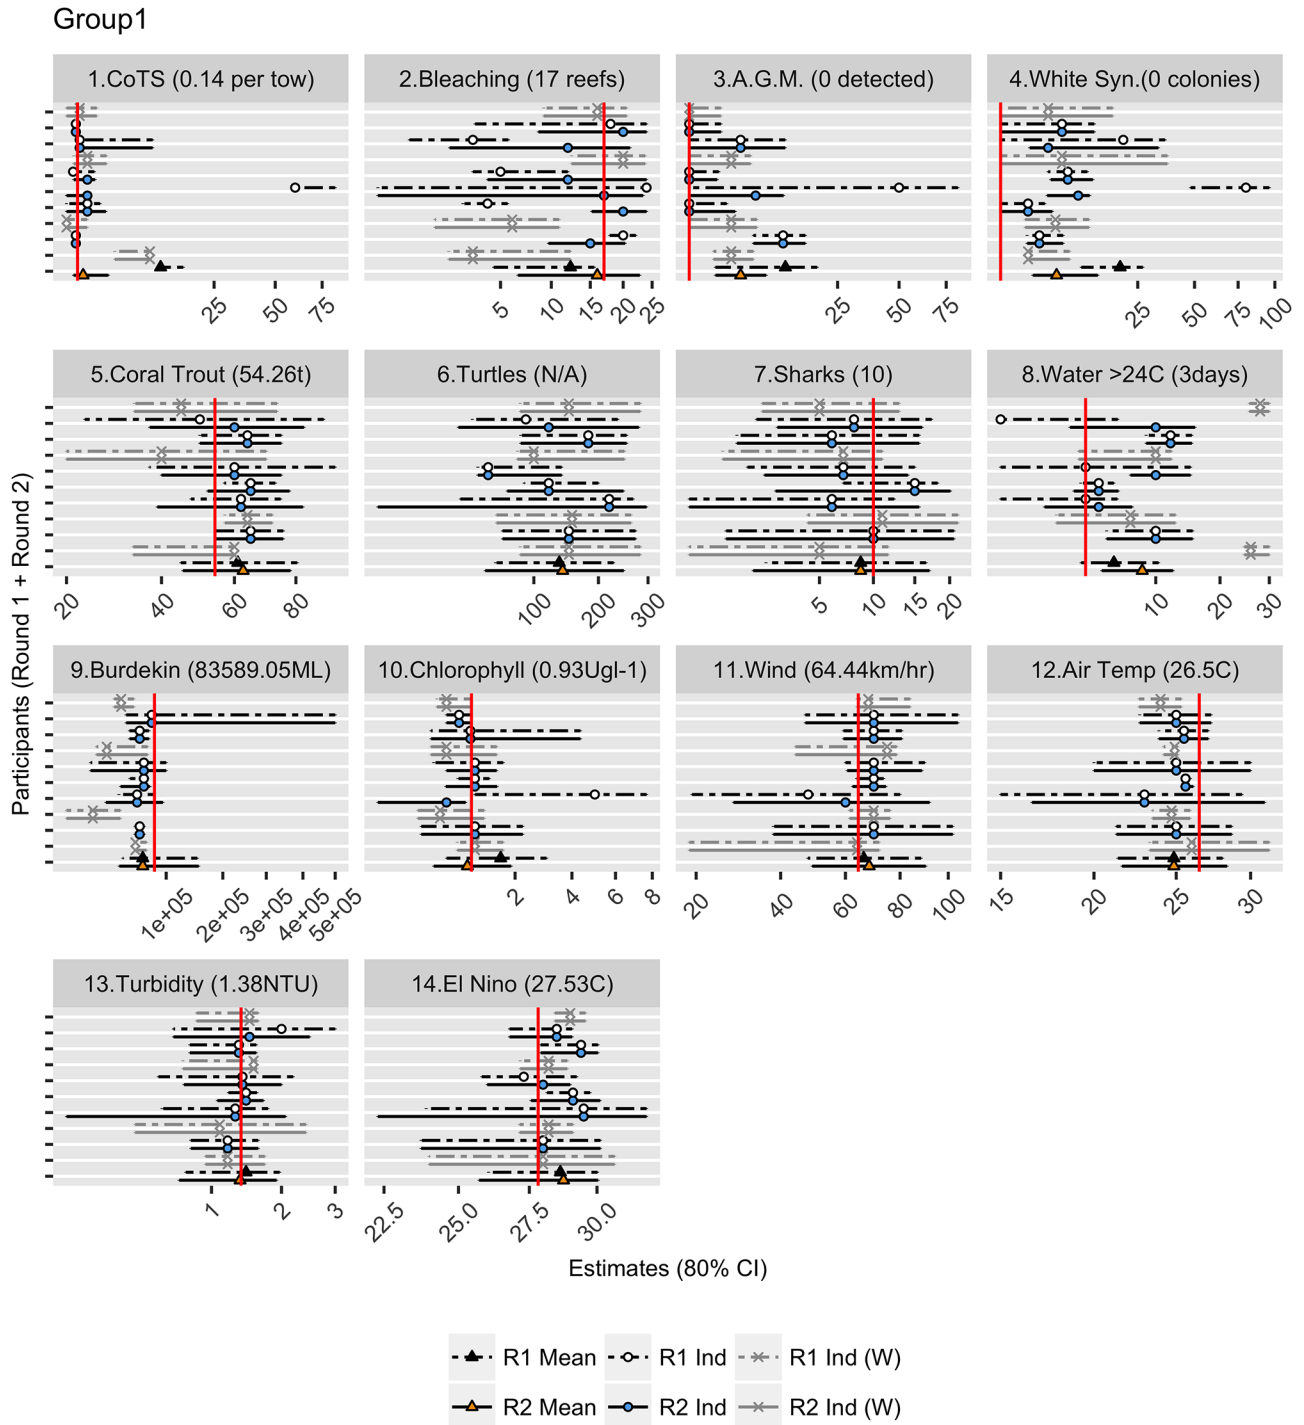 Group1
1.CoTS (0.14 per tow)
2.Bleaching (17 reefs)
3.A.G.M. (0 detected)
4.White Syn.(0 colonies)
25 50 75
5 10 15 20 25
25 50 75
25 50 75 100
5.Coral Trout (54.26t)
6.Turtles (N/A)
7.Sharks (10)
8.Water >24C (3days)
20 40 60 80
100 200 300
5 10 15 20
10 20 30
Participants (Round 1 + Round 2)
9.Burdekin (83589.05ML)
10.Chlorophyll (0.93Ugl-1)
11.Wind (64.44km/hr)
12.Air Temp (26.5C)
1e+05 2e+05 3e+05 4e+05 5e+05
2 4 6 8
20 40 60 80 100
15 20 25 30
13.Turbidity (1.38NTU)
14.El Nino (27.53C)
1 2 3
22.5 25.0 27.5 30.0
Estimates (80% CI)
R1 Mean R1 Ind R1 Ind (W)
R2 Mean R2 Ind R2 Ind (W)